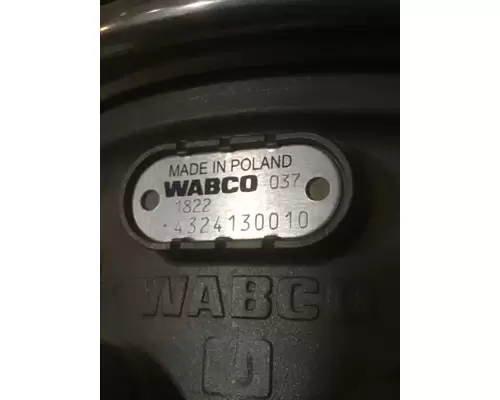 MADE IN POLAND
WABCO 037
1822
4324130010
WABCO